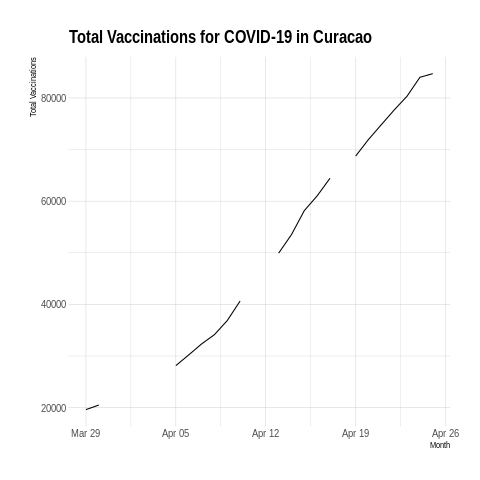 Total Vaccinations for COVID-19 in Curacao
Total Vaccinations
80000
60000
40000
20000
Mar 29 Apr 05 Apr 12 Apr 19 Apr 26
Month